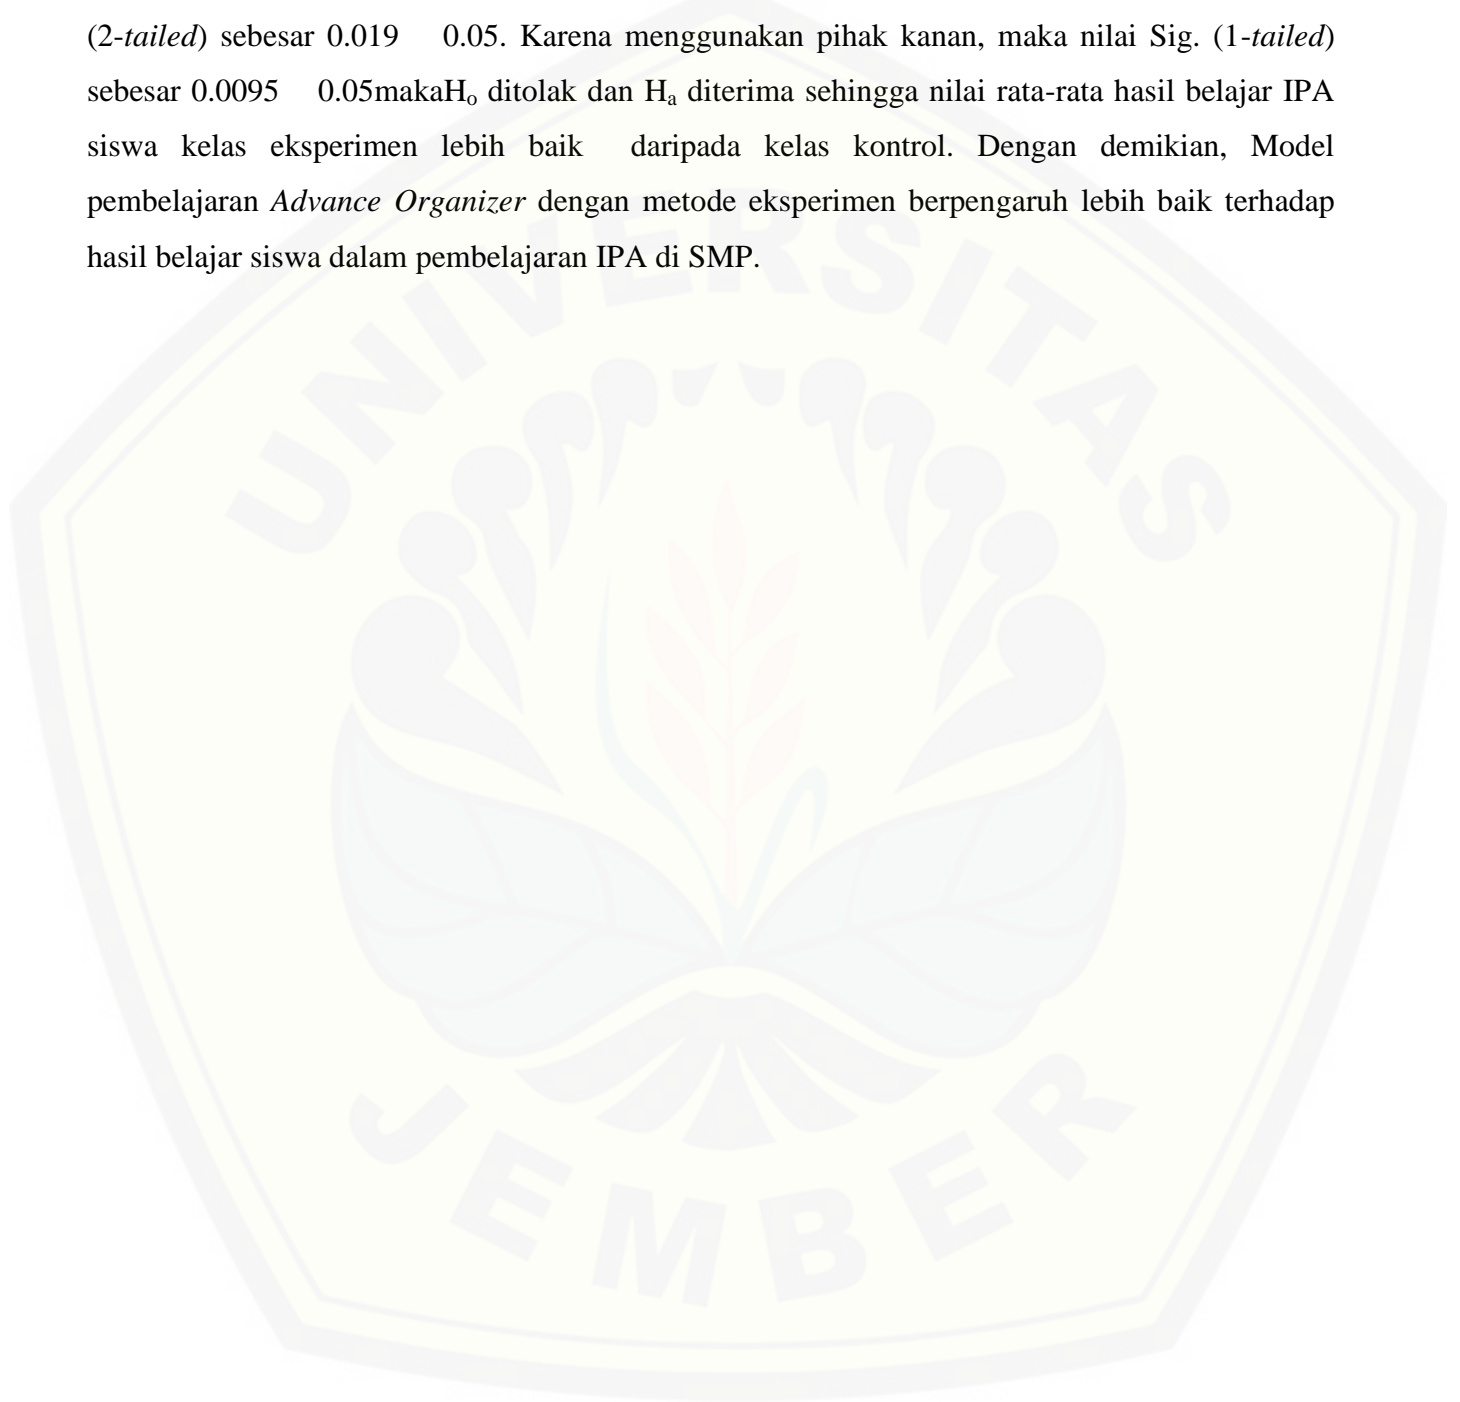 (2-tailed) sebesar 0.019 0.05. Karena menggunakan pihak kanan, maka nilai Sig. (1-tailed)
sebesar 0.0095 0.05makaHo ditolak dan Ha diterima sehingga nilai rata-rata hasil belajar IPA
siswa kelas eksperimen lebih baik daripada kelas kontrol. Dengan demikian, Model
pembelajaran Advance Organizer dengan metode eksperimen berpengaruh lebih baik terhadap
hasil belajar siswa dalam pembelajaran IPA di SMP.
UNIVERSITAS
JEMBER